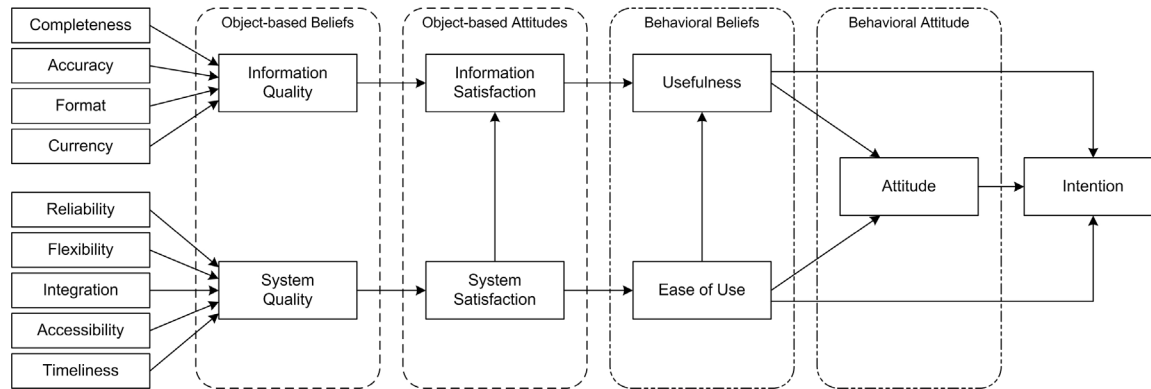 Completeness
Accuracy
Format
Currency
Reliability
Flexibility
Integration
Accessibility
Timeliness
Object-based Beliefs
Information
Quality
System
Quality
Object-based Attitudes
Information
Satisfaction
System
Satisfaction
Behavioral Beliefs
Usefulness
Ease of Use
Behavioral Attitude
Attitude
Intention